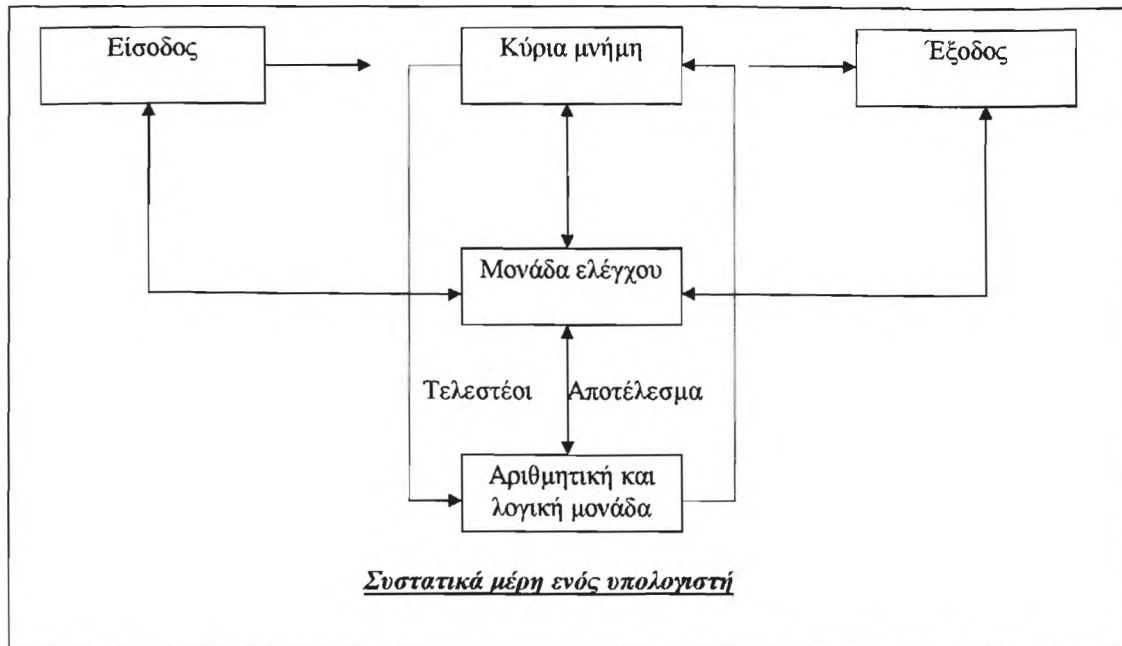 Είσοδος
Κύρια μνήμη
Έξοδος
Μονάδα ελέγχου
Τελεστέοι
Αποτέλεσμα
Αριθμητική και
λογική μονάδα
Συστατικά μέρη ενός υπολογιστή